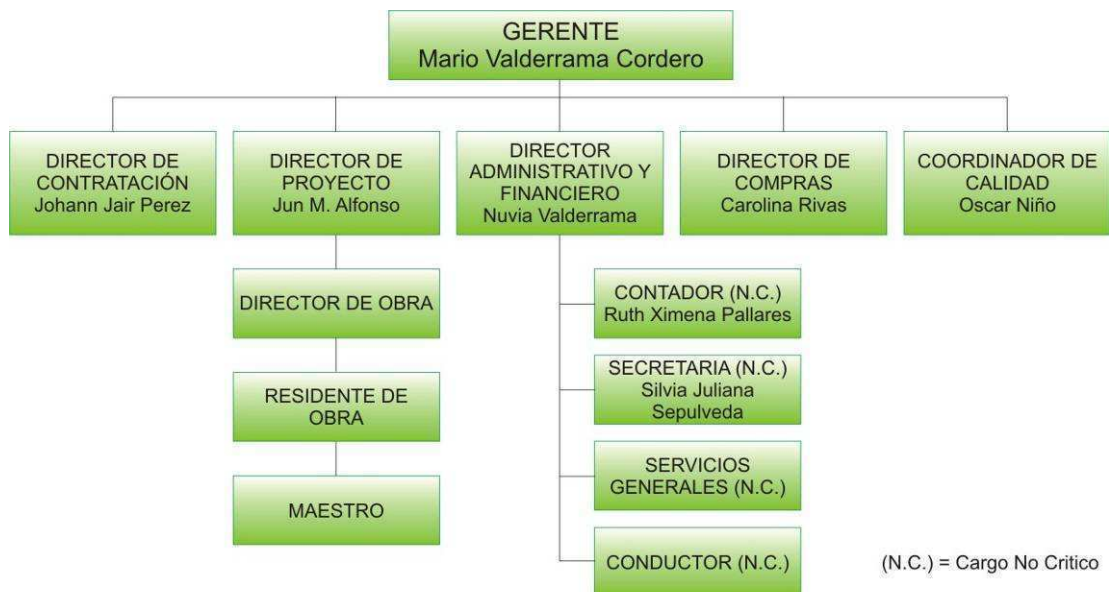 GERENTE
Mario Valderrama Cordero
DIRECTOR DE
CONTRATACIÓN
Johann Jair Perez
DIRECTOR DE
PROYECTO
Jun M. Alfonso
DIRECTOR
ADMINISTRATIVO Y
FINANCIERO
Nuvia Valderrama
DIRECTOR DE
COMPRAS
Carolina Rivas
COORDINADOR DE
CALIDAD
Oscar Niño
DIRECTOR DE OBRA
RESIDENTE DE
OBRA
MAESTRO
CONTADOR (N.C.)
Ruth Ximena Pallares
SECRETARIA (N.C.)
Silvia Juliana
Sepulveda
SERVICIOS
GENERALES (N.C.)
CONDUCTOR (N.C.)
(N.C.) = Cargo No Critico